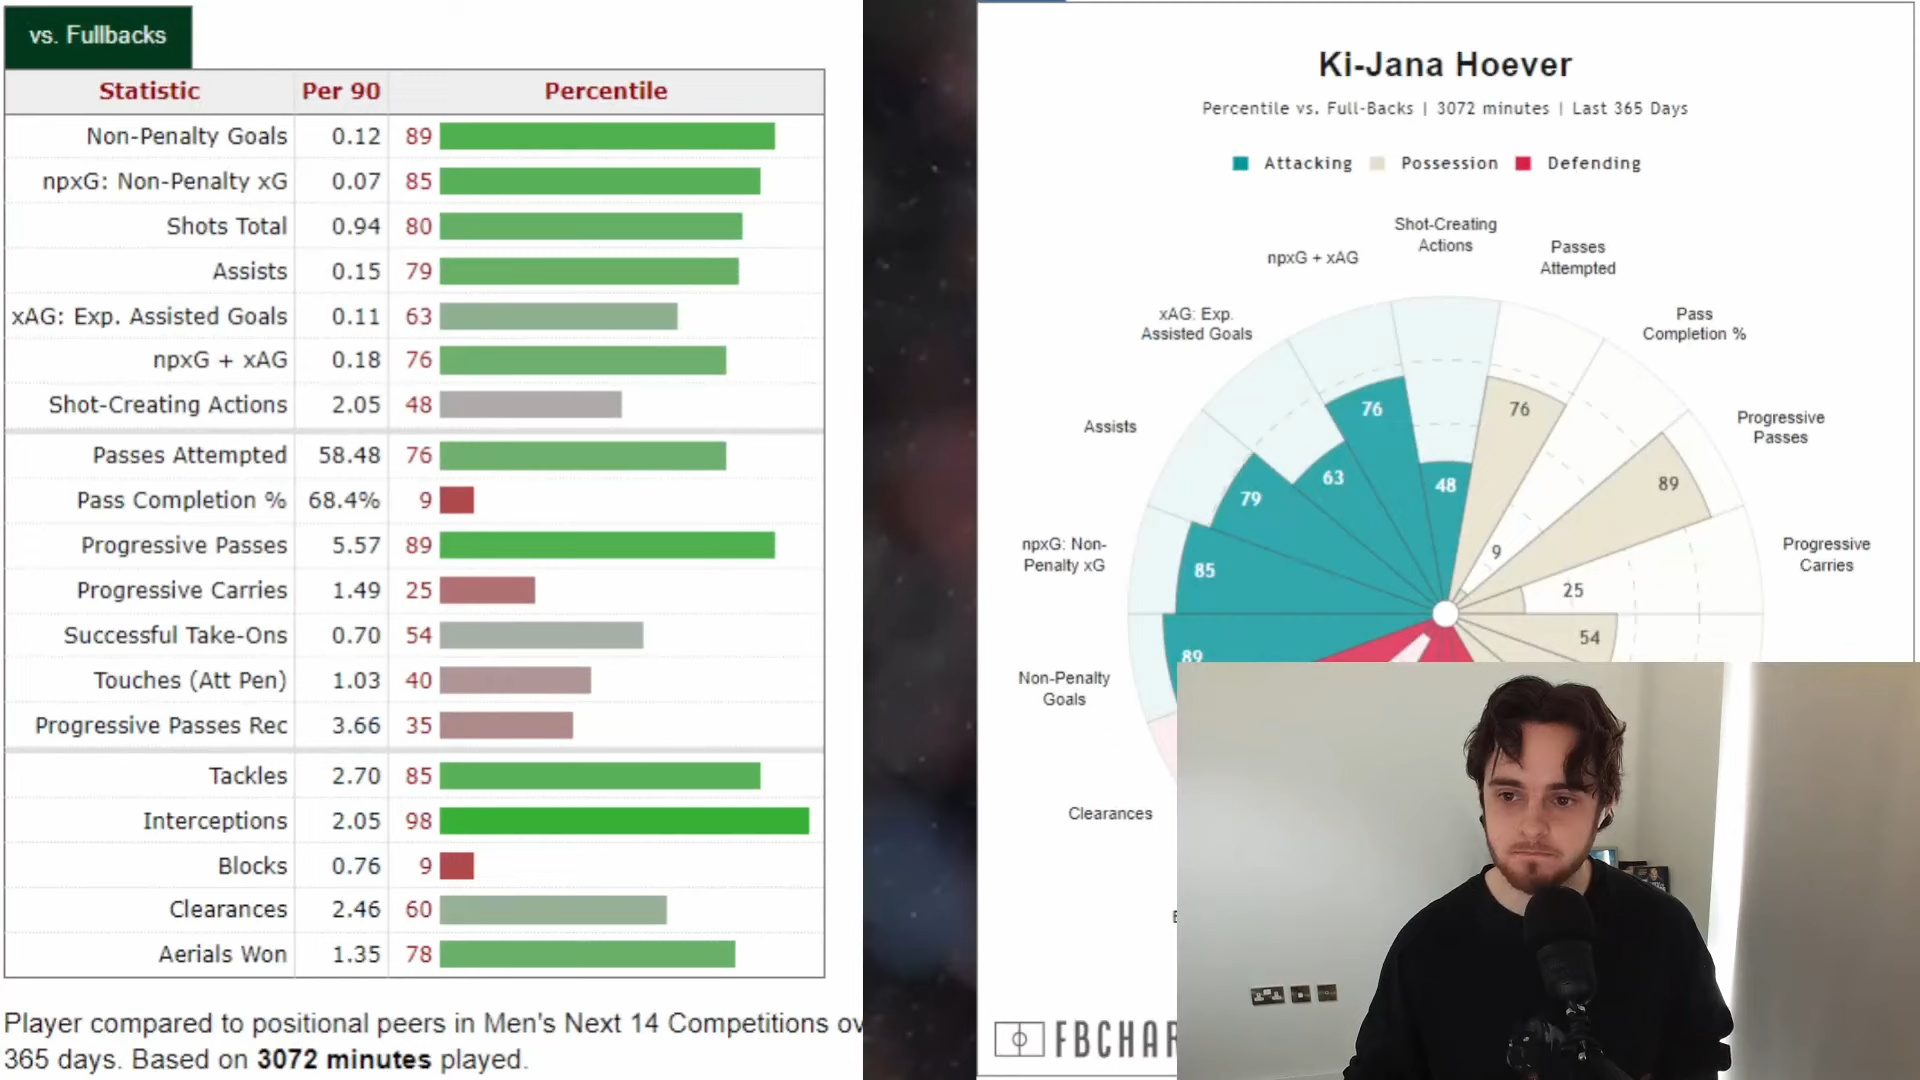 vs. Fullbacks
Statistic Per 90 Percentile
Non-Penalty Goals 0.12 89
npxG: Non-Penalty xG 0.07 85
Shots Total 0.94 80
Assists 0.15 79
xAG: Exp. Assisted Goals 0.11 63
npxG + xAG 0.18 76
Shot-Creating Actions 2.05 48
Passes Attempted 58.48 76
Pass Completion % 68.4% 9
Progressive Passes 5.57 89
Progressive Carries 1.49 25
Successful Take-Ons 0.70 54
Touches (Att Pen) 1.03 40
Progressive Passes Rec 3.66 35
Tackles 2.70 85
Interceptions 2.05 98
Blocks 0.76 9
Clearances 2.46 60
Aerials Won 1.35 78
Player compared to positional peers in Men's Next 14 Competitions ov
365 days. Based on 3072 minutes played.
Ki-Jana Hoever
Percentile vs. Full-Backs | 3072 minutes | Last 365 Days
Attacking Possession Defending
Shot-Creating
Actions
npxG + xAG
Passes
Attempted
xAG: Exp.
Assisted Goals
Pass
Completion %
Assists
Progressive
Passes
npxG: Non-
Penalty xG
Progressive
Carries
Non-Penalty
Goals
Clearances
76
76
63
48
79
89
85
9
25
54
89
FBCHAR